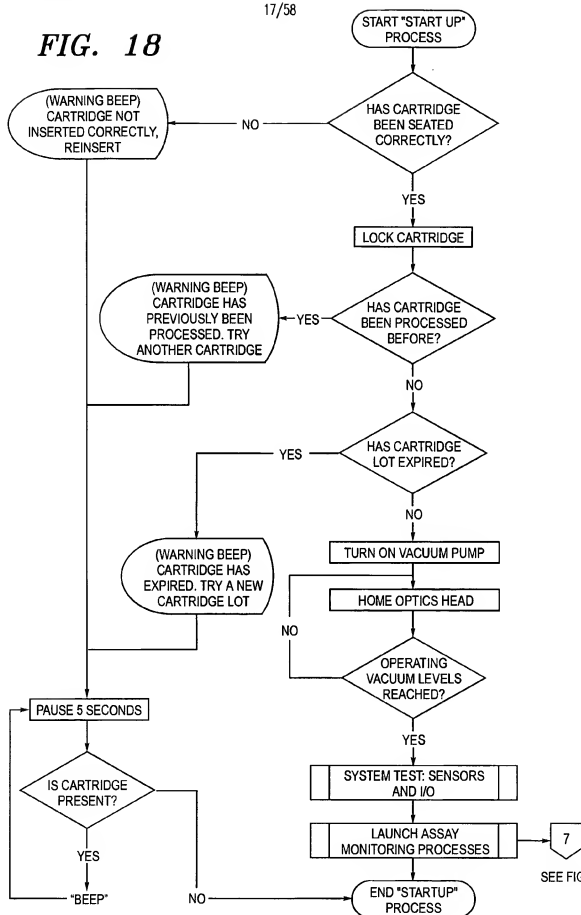 17/58
FIG. 18
START "START UP"
PROCESS
HAS CARTRIDGE
BEEN SEATED
CORRECTLY?
NO
(WARNING BEEP)
CARTRIDGE NOT
INSERTED CORRECTLY,
REINSERT
YES
LOCK CARTRIDGE
HAS CARTRIDGE
BEEN PROCESSED
BEFORE?
YES
(WARNING BEEP)
CARTRIDGE HAS
PREVIOUSLY BEEN
PROCESSED. TRY
ANOTHER CARTRIDGE
NO
HAS CARTRIDGE
LOT EXPIRED?
YES
(WARNING BEEP)
CARTRIDGE HAS
EXPIRED. TRY A NEW
CARTRIDGE LOT
NO
TURN ON VACUUM PUMP
HOME OPTICS HEAD
NO
OPERATING
VACUUM LEVELS
REACHED?
YES
SYSTEM TEST: SENSORS
AND I/O
LAUNCH ASSAY
MONITORING PROCESSES
7
SEE FIG
PAUSE 5 SECONDS
IS CARTRIDGE
PRESENT?
YES
"BEEP"
NO
END "STARTUP"
PROCESS